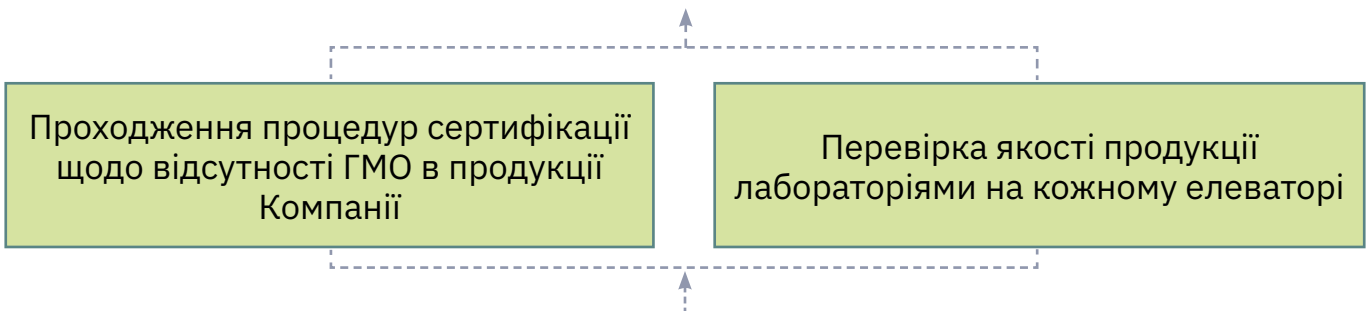 Проходження процедур сертифікації
щодо відсутності ГМО в продукції
Компанії
Перевірка якості продукції
лабораторіями на кожному елеваторі